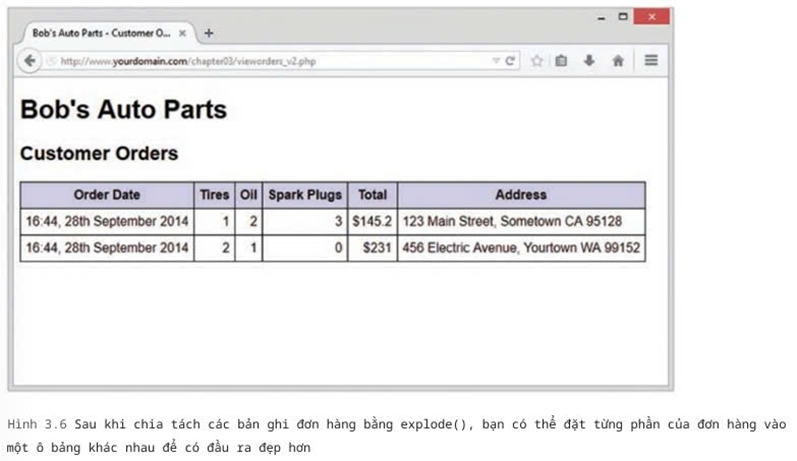 Bob's Auto Parts - Customer O... × +
http://www.yourdomain.com/chapter03/vieworders_v2.php
Bob's Auto Parts
Customer Orders
Order Date Tires Oil Spark Plugs Total Address
16:44, 28th September 2014 1 2 3 $145.2 123 Main Street, Sometown CA 95128
16:44, 28th September 2014 2 1 0 $231 456 Electric Avenue, Yourtown WA 99152
Hình 3.6 Sau khi chia tách các bản ghi đơn hàng bằng explode(), bạn có thể đặt từng phần của đơn hàng vào
một ô bảng khác nhau để có đầu ra đẹp hơn